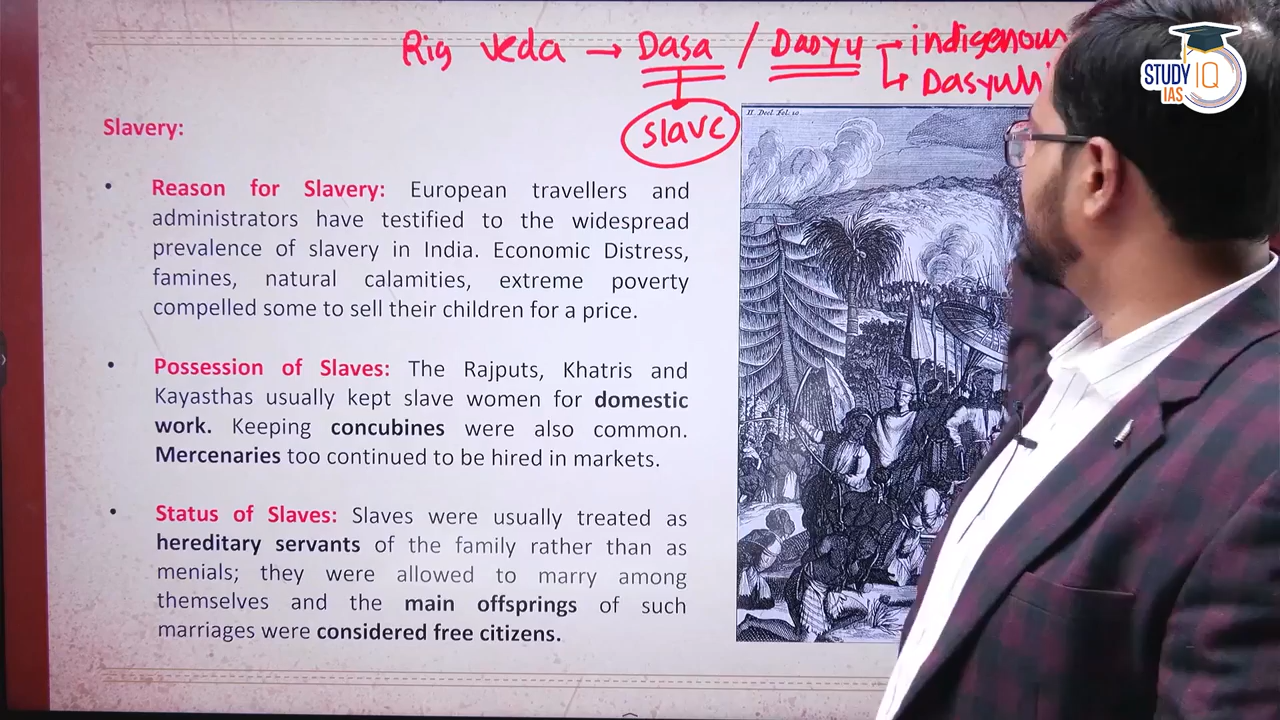 Rig Veda → Dasa / Dasyu → indigenous
↳
slave
STUDY IQ
IAS
II. Deel Fol. 10.
Slavery:
• Reason for Slavery: European travellers and
administrators have testified to the widespread
prevalence of slavery in India. Economic Distress,
famines, natural calamities, extreme poverty
compelled some to sell their children for a price.
• Possession of Slaves: The Rajputs, Khatris and
Kayasthas usually kept slave women for domestic
work. Keeping concubines were also common.
Mercenaries too continued to be hired in markets.
• Status of Slaves: Slaves were usually treated as
hereditary servants of the family rather than as
menials; they were allowed to marry among
themselves and the main offsprings of such
marriages were considered free citizens.